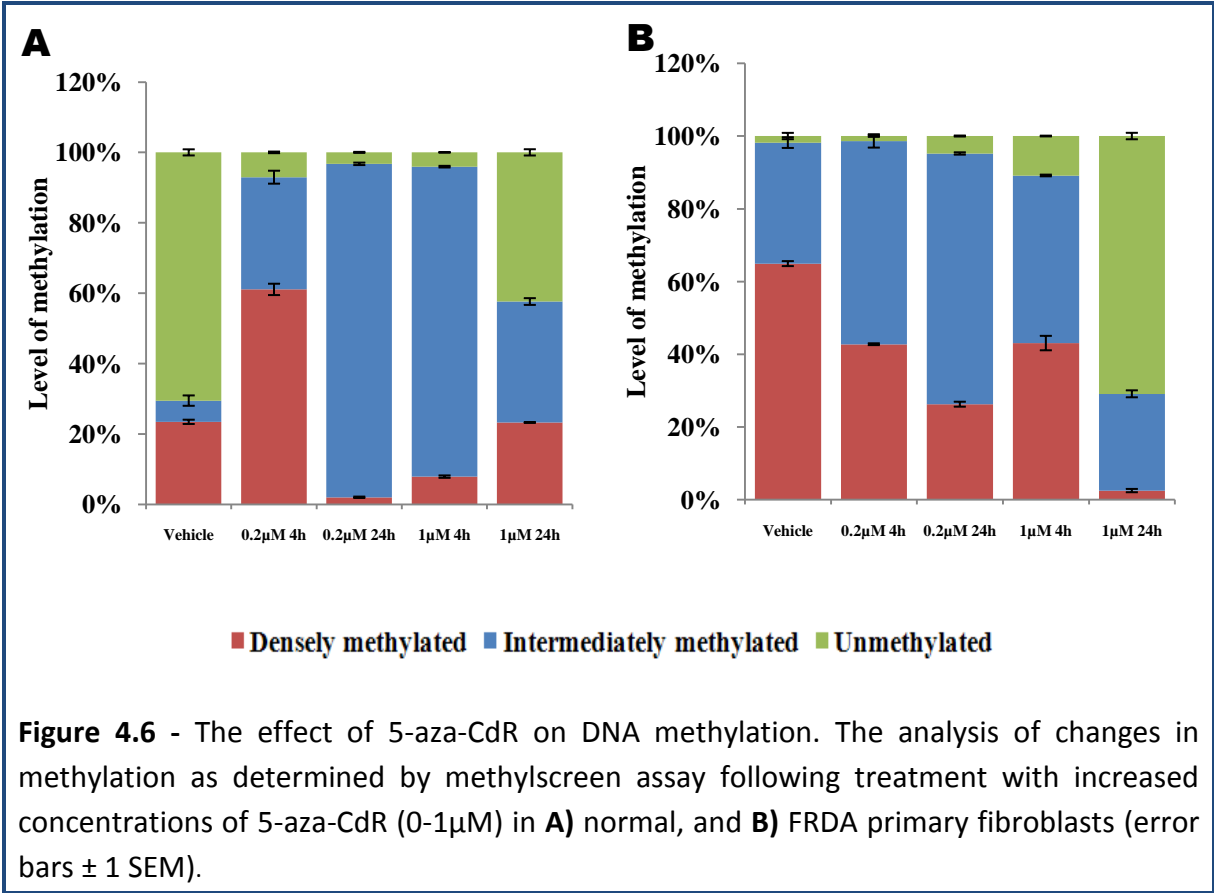 A
B
120%
100%
80%
60%
40%
20%
0%
Level of methylation
Vehicle 0.2µM 4h 0.2µM 24h 1µM 4h 1µM 24h
120%
100%
80%
60%
40%
20%
0%
Level of methylation
Vehicle 0.2µM 4h 0.2µM 24h 1µM 4h 1µM 24h
Densely methylated Intermediately methylated Unmethylated
Figure 4.6 - The effect of 5-aza-CdR on DNA methylation. The analysis of changes in
methylation as determined by methylscreen assay following treatment with increased
concentrations of 5-aza-CdR (0-1µM) in A) normal, and B) FRDA primary fibroblasts (error
bars ± 1 SEM).